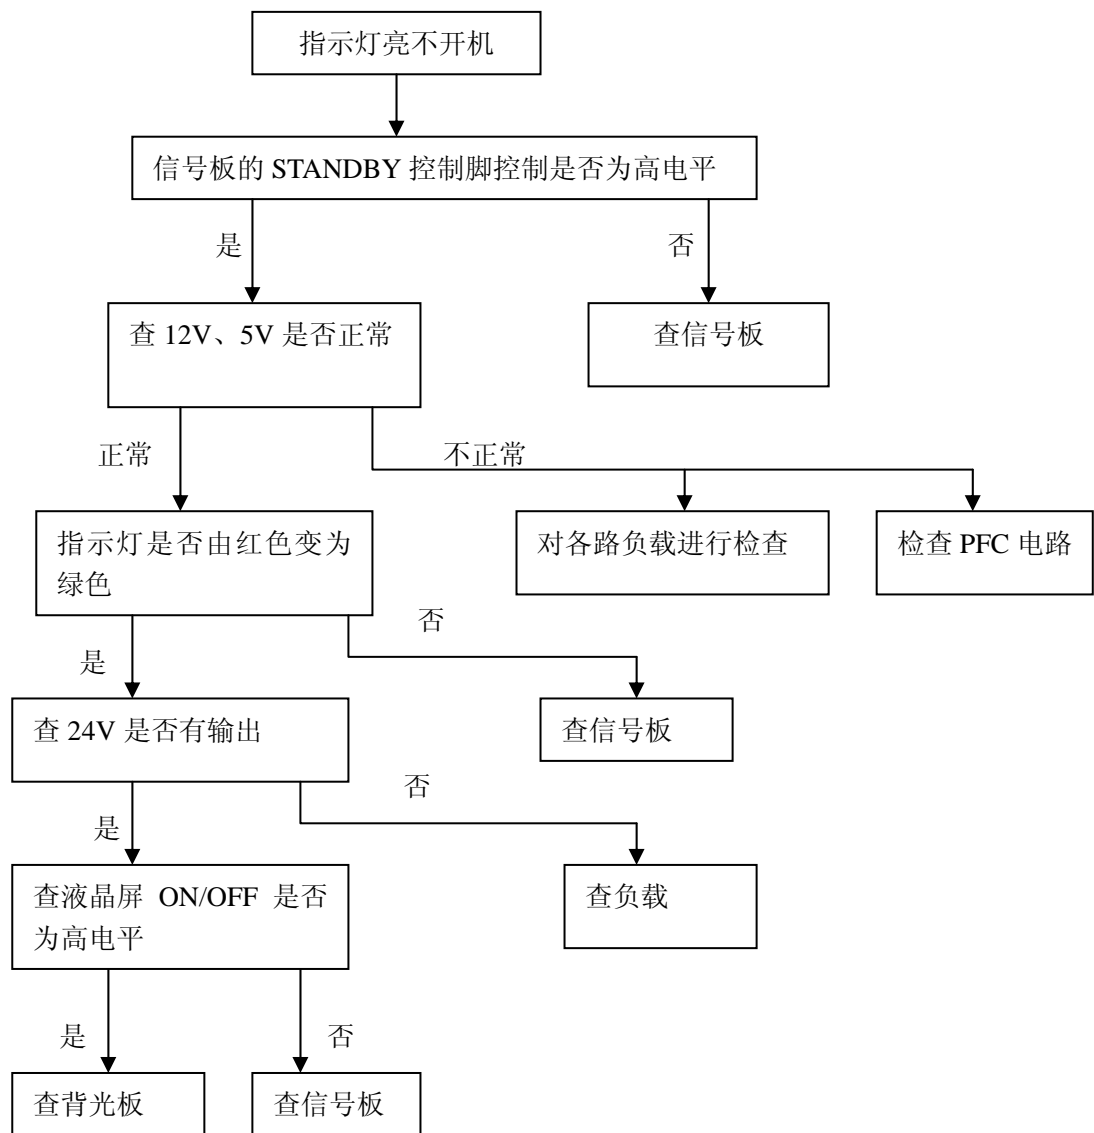 指示灯亮不开机
信号板的 STANDBY 控制脚控制是否为高电平
是
否
查 12V、5V 是否正常
查信号板
正常
不正常
指示灯是否由红色变为
绿色
对各路负载进行检查
检查 PFC 电路
否
是
查 24V 是否有输出
查信号板
否
是
查液晶屏 ON/OFF 是否
为高电平
查负载
是
否
查背光板
查信号板